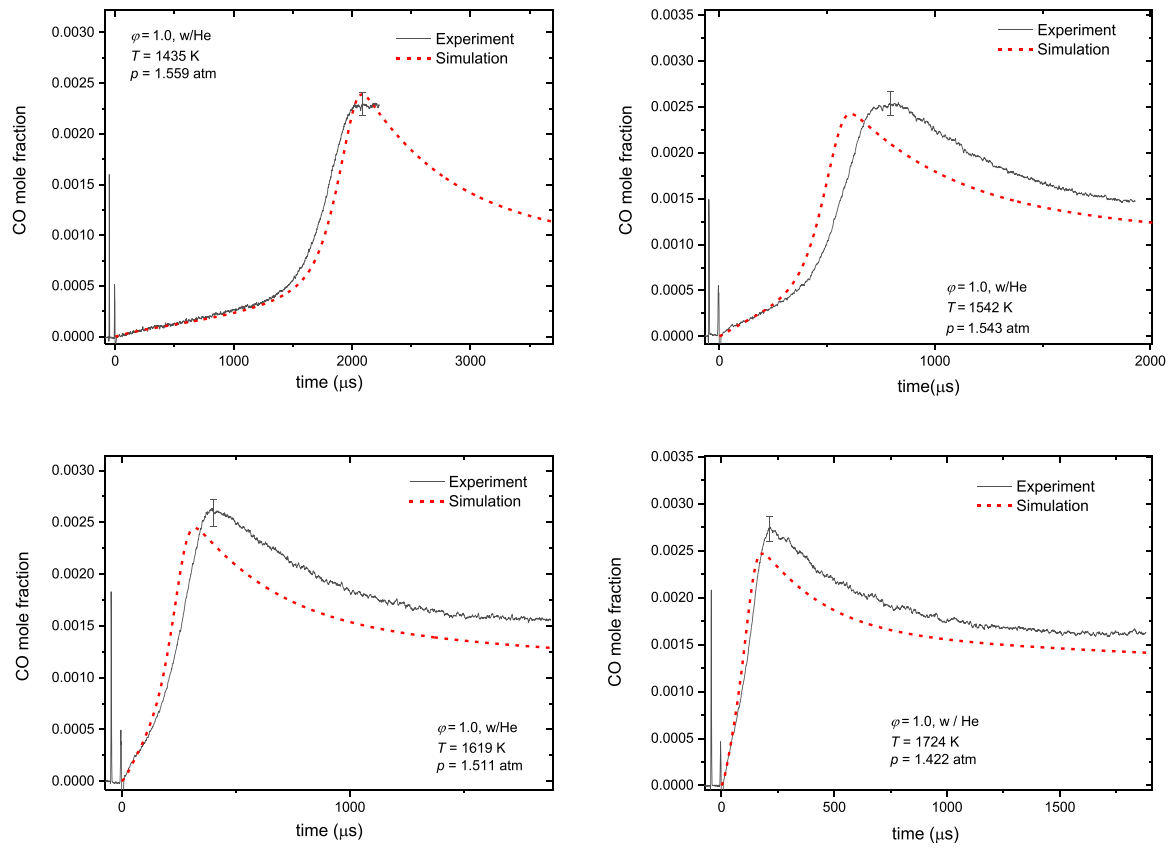 φ = 1.0, w/He
T = 1435 K
p = 1.559 atm
Experiment
Simulation
0.0030
0.0025
0.0020
0.0015
0.0010
0.0005
0.0000
CO mole fraction
0
1000
2000
3000
time (μs)
Experiment
Simulation
0.0035
0.0030
0.0025
0.0020
0.0015
0.0010
0.0005
0.0000
CO mole fraction
φ = 1.0, w/He
T = 1542 K
p = 1.543 atm
0
1000
2000
time(μs)
Experiment
Simulation
0.0030
0.0025
0.0020
0.0015
0.0010
0.0005
0.0000
CO mole fraction
φ = 1.0, w/He
T = 1619 K
p = 1.511 atm
0
1000
time (μs)
Experiment
Simulation
0.0035
0.0030
0.0025
0.0020
0.0015
0.0010
0.0005
0.0000
CO mole fraction
φ = 1.0, w / He
T = 1724 K
p = 1.422 atm
0
500
1000
1500
time (μs)